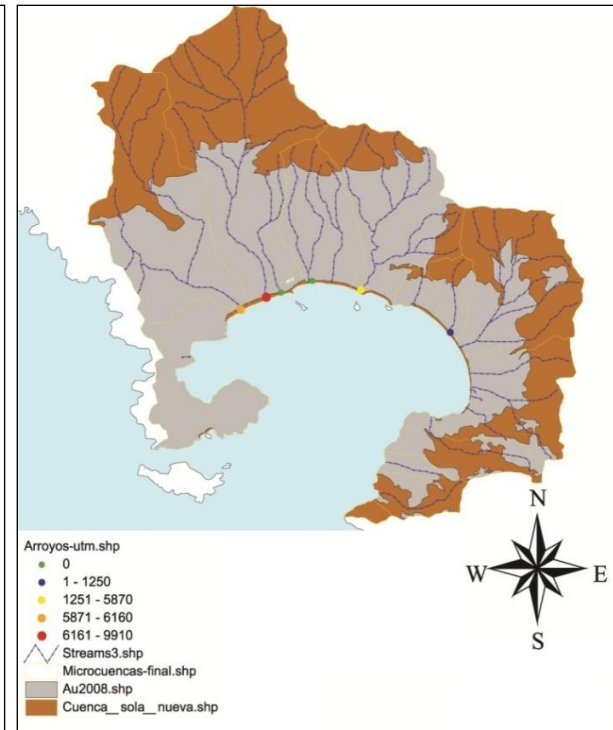 Arroyos-utm.shp
0
1 - 1250
1251 - 5870
5871 - 6160
6161 - 9910
Streams3.shp
Microcuencas-final.shp
Au2008.shp
Cuenca__sola__nueva.shp
N
W E
S